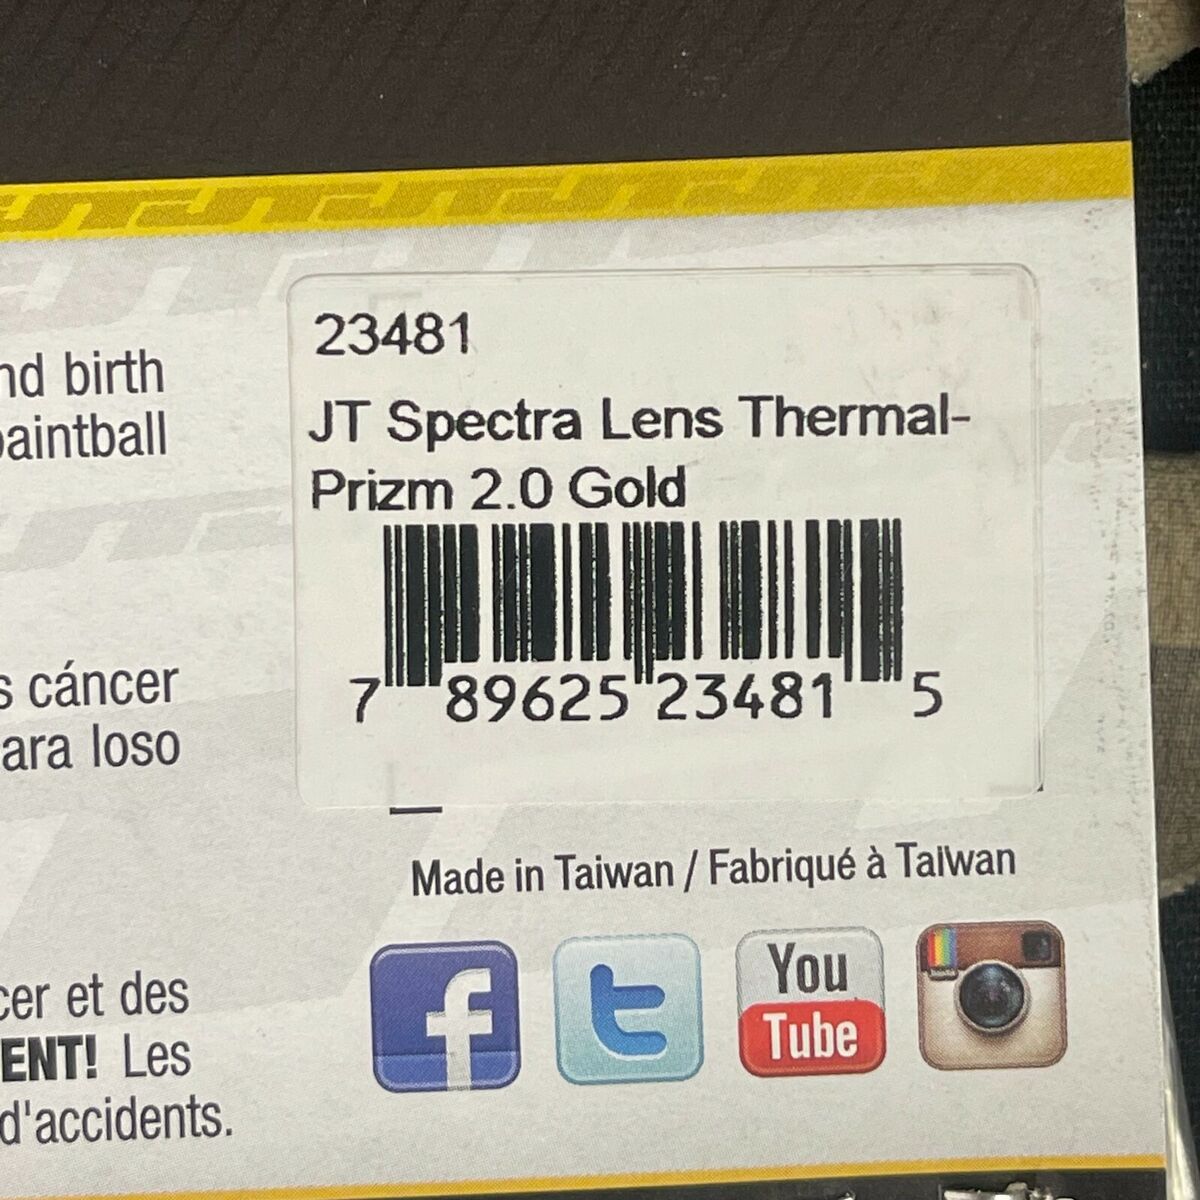 nd birth
paintball
23481
JT Spectra Lens Thermal-
Prizm 2.0 Gold
7 89625 23481 5
s cáncer
ara loso
Made in Taiwan / Fabriqué à Taiwan
cer et des
ENT! Les
d'accidents.
f
t
You
Tube